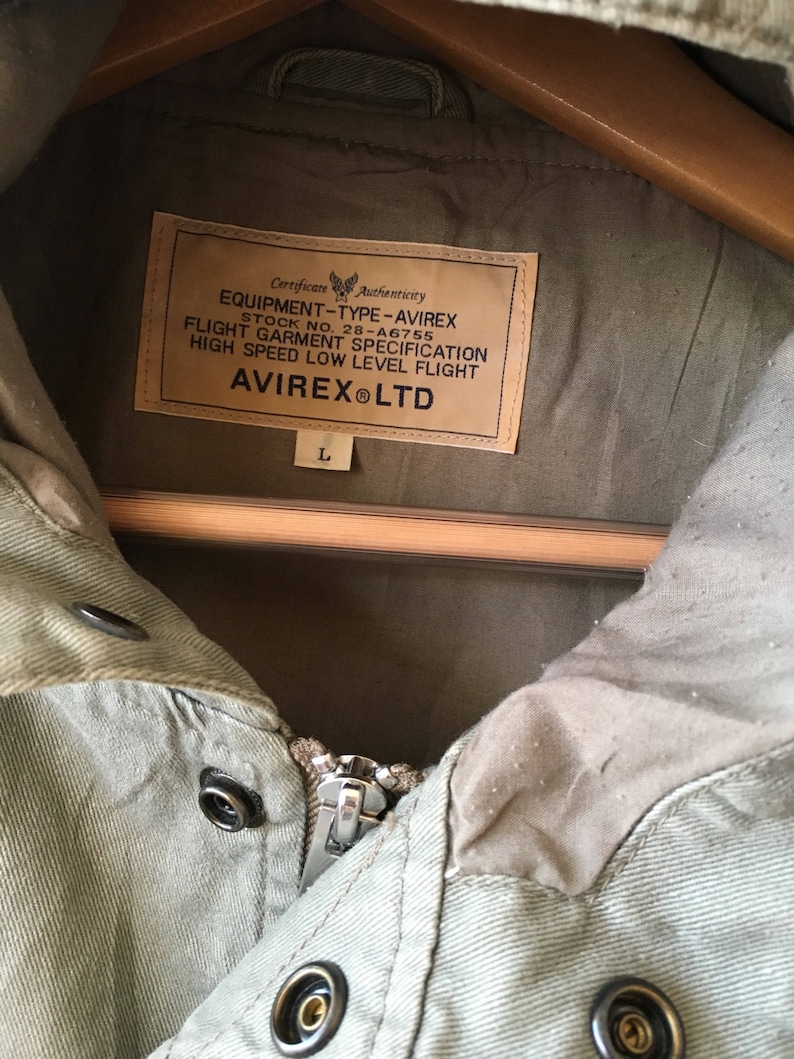 Certificate Authenticity
EQUIPMENT-TYPE-AVIREX
STOCK NO. 28-A6755
FLIGHT GARMENT SPECIFICATION
HIGH SPEED LOW LEVEL FLIGHT
AVIREX® LTD
L